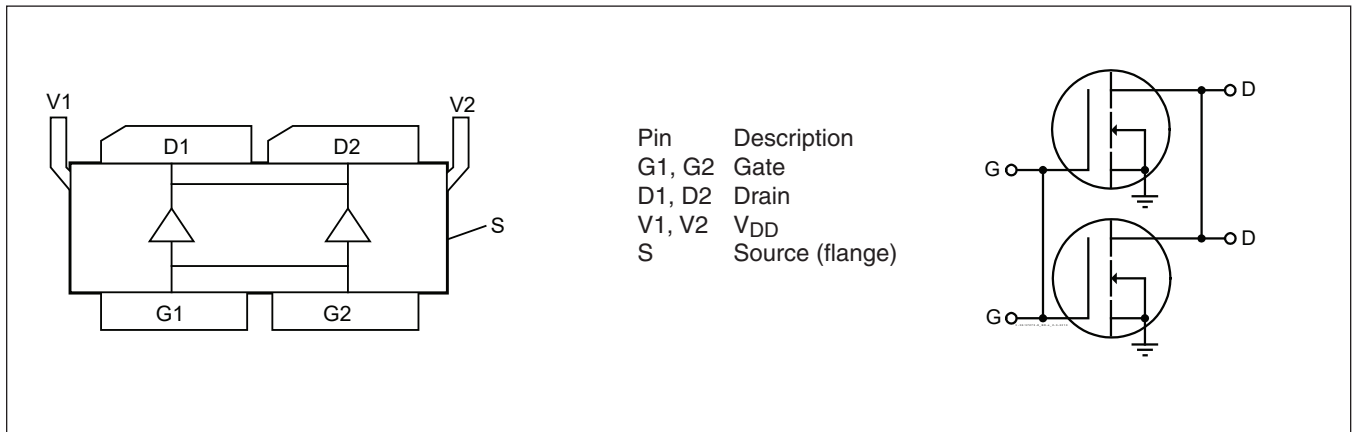 V1
V2
D1
D2
S
G1
G2
Pin Description
G1, G2 Gate
D1, D2 Drain
V1, V2 VDD
S Source (flange)
D
G
D
G